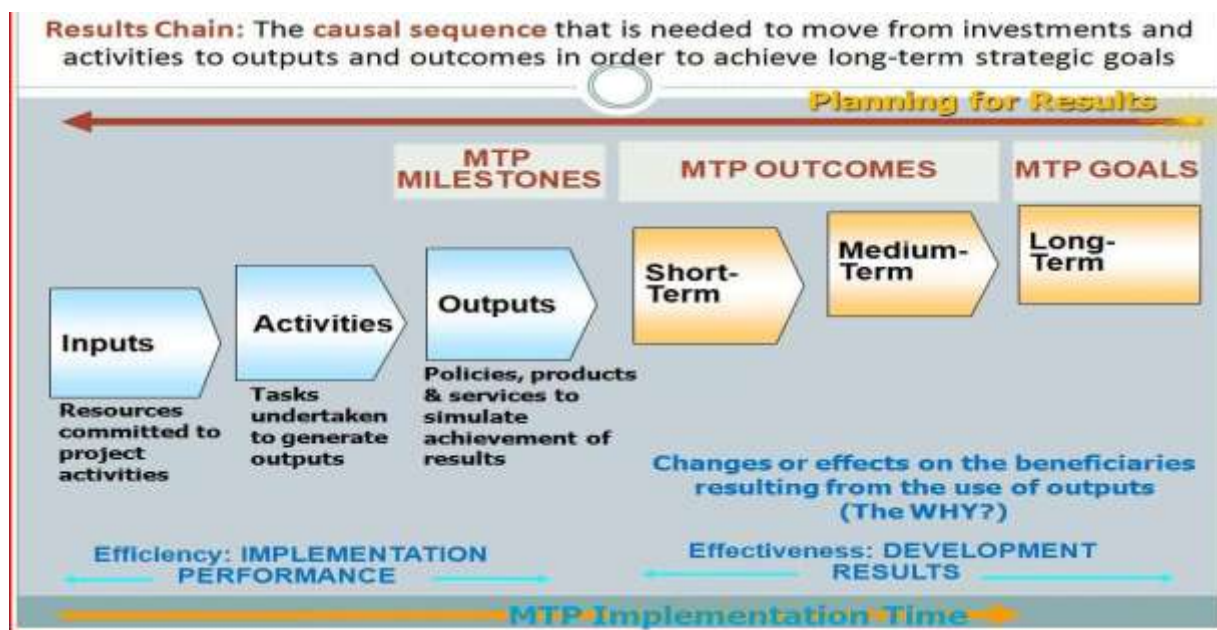 Results Chain: The causal sequence that is needed to move from investments and
activities to outputs and outcomes in order to achieve long-term strategic goals
Planning for Results
MTP
MILESTONES
MTP OUTCOMES
MTP GOALS
Inputs
Activities
Outputs
Short-
Term
Medium-
Term
Long-
Term
Resources
committed to
project
activities
Tasks
undertaken
to generate
outputs
Policies, products
& services to
simulate
achievement of
results
Changes or effects on the beneficiaries
resulting from the use of outputs
(The WHY?)
Efficiency: IMPLEMENTATION
PERFORMANCE
Effectiveness: DEVELOPMENT
RESULTS
MTP Implementation Time